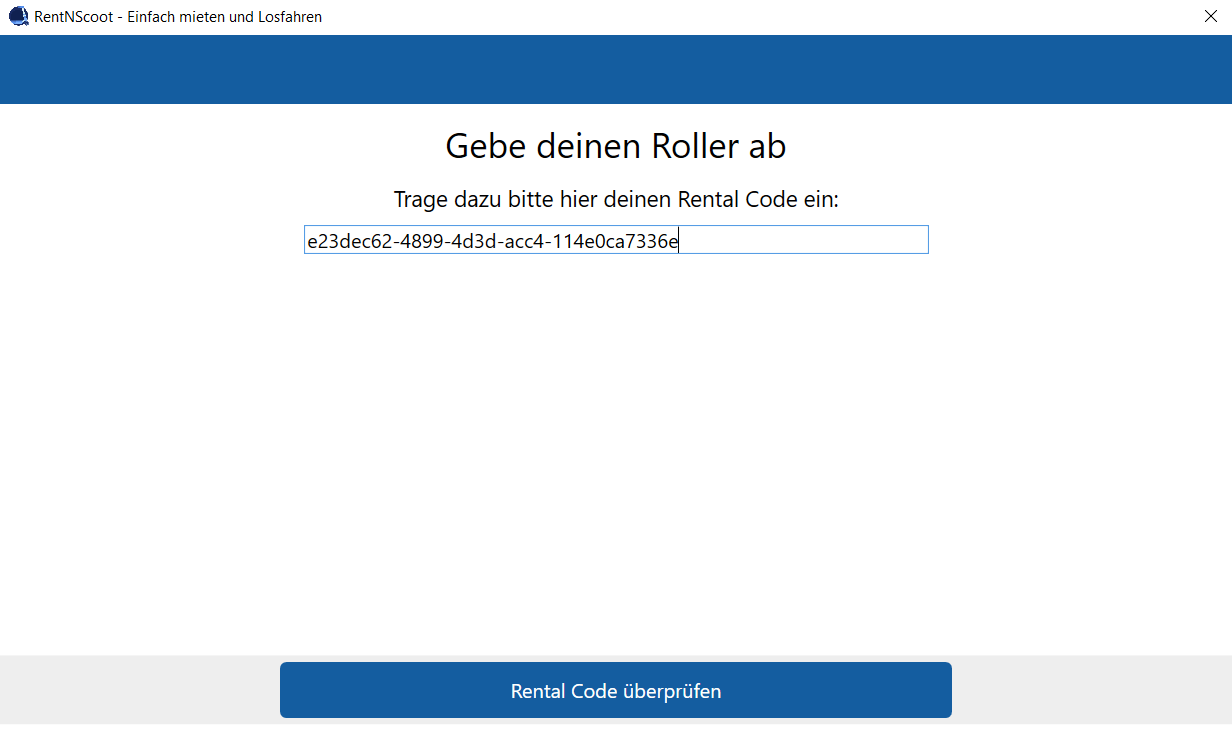 RentNScoot - Einfach mieten und Losfahren
Gebe deinen Roller ab
Trage dazu bitte hier deinen Rental Code ein:
e23dec62-4899-4d3d-acc4-114e0ca7336e
Rental Code überprüfen